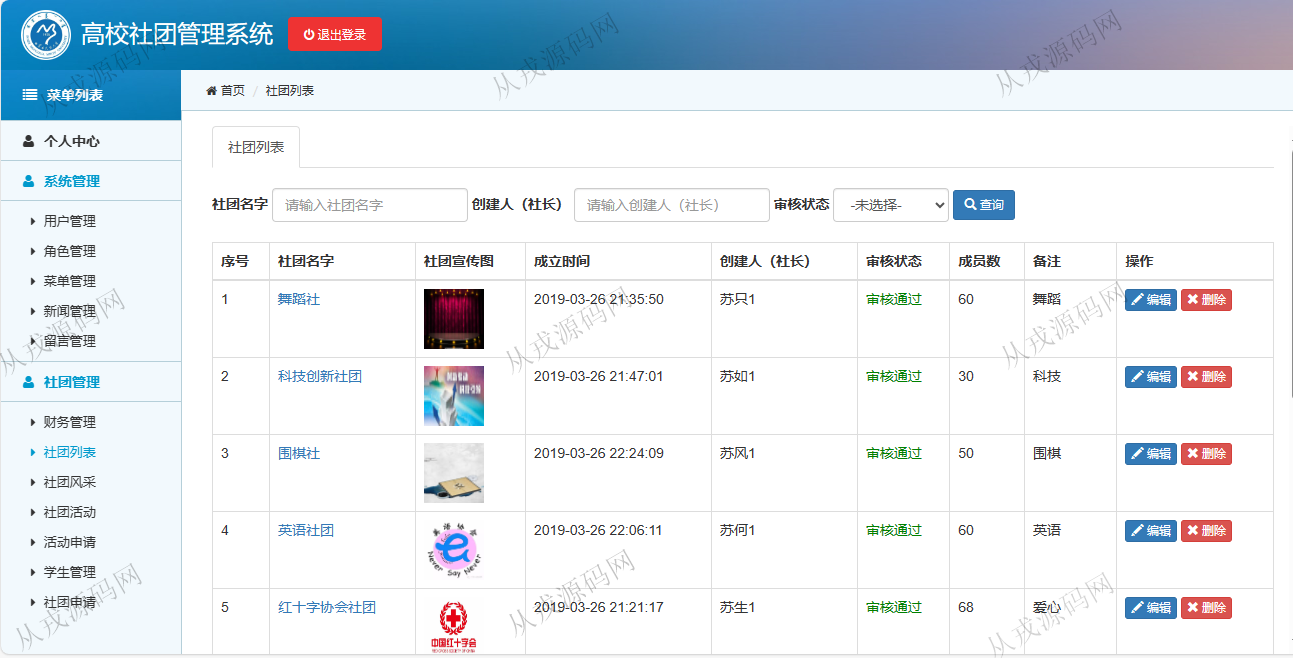 高校社团管理系统
退出登录
菜单列表
首页 / 社团列表
个人中心
系统管理
用户管理
角色管理
菜单管理
新闻管理
留言管理
社团管理
财务管理
社团列表
社团风采
社团活动
活动申请
学生管理
社团申请
社团列表
社团名字 请输入社团名字 创建人（社长） 请输入创建人（社长） 审核状态 -未选择- 查询
序号 社团名字 社团宣传图 成立时间 创建人（社长） 审核状态 成员数 备注 操作
1 舞蹈社 2019-03-26 21:35:50 苏只1 审核通过 60 舞蹈 编辑 删除
2 科技创新社团 2019-03-26 21:47:01 苏如1 审核通过 30 科技 编辑 删除
3 围棋社 2019-03-26 22:24:09 苏风1 审核通过 50 围棋 编辑 删除
4 英语社团 2019-03-26 22:06:11 苏何1 审核通过 60 英语 编辑 删除
英语协会
e
Never Say Never
5 红十字协会社团 2019-03-26 21:21:17 苏生1 审核通过 68 爱心 编辑 删除
中国红十字会
从戎源码网
从戎源码网
从戎源码网
从戎源码网
从戎源码网
从戎源码网
从戎源码网
从戎源码网